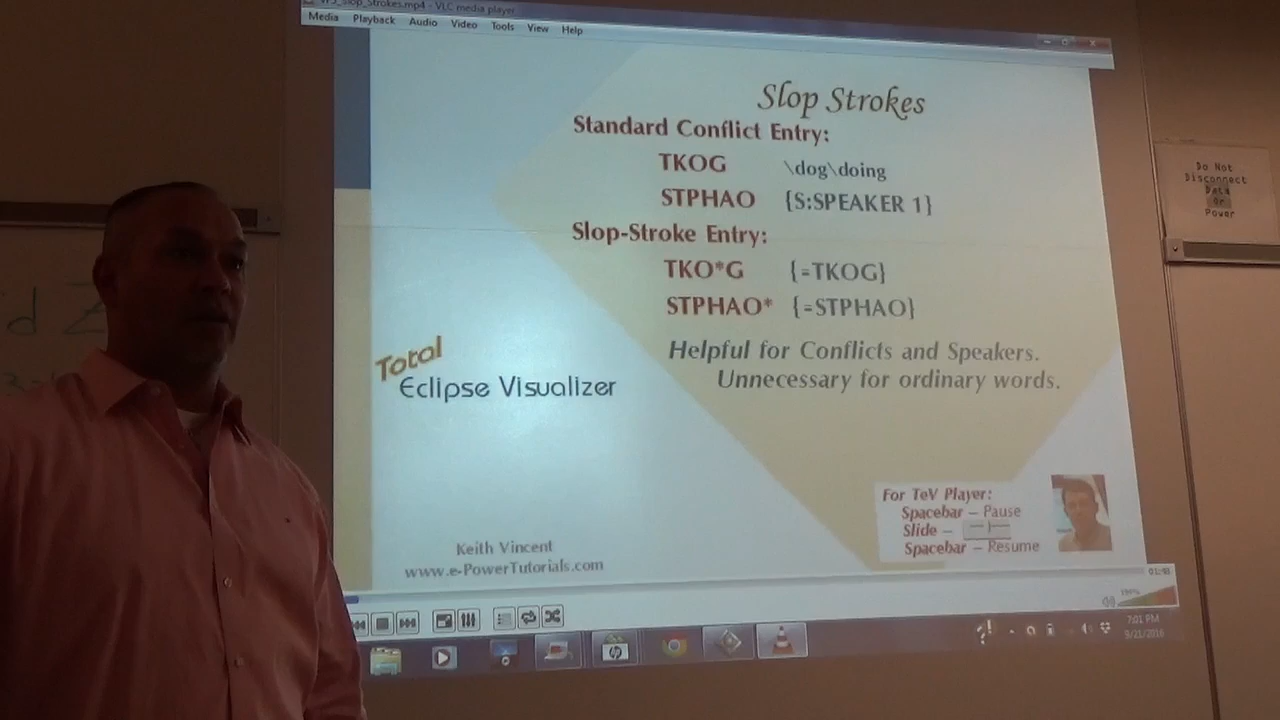 Slop_Strokes.mp4 - VLC media player
Media Playback Audio Video Tools View Help
Slop Strokes
Standard Conflict Entry:
TKOG \dog\doing
STPHAO {S:SPEAKER 1}
Slop-Stroke Entry:
TKO*G {=TKOG}
STPHAO* {=STPHAO}
Helpful for Conflicts and Speakers.
Unnecessary for ordinary words.
Total
Eclipse Visualizer
For TeV Player:
Spacebar – Pause
Slide –
Spacebar – Resume
Keith Vincent
www.e-PowerTutorials.com
7:01 PM
9/21/2016
Do Not
Disconnect
Data
Or
Power
d Z